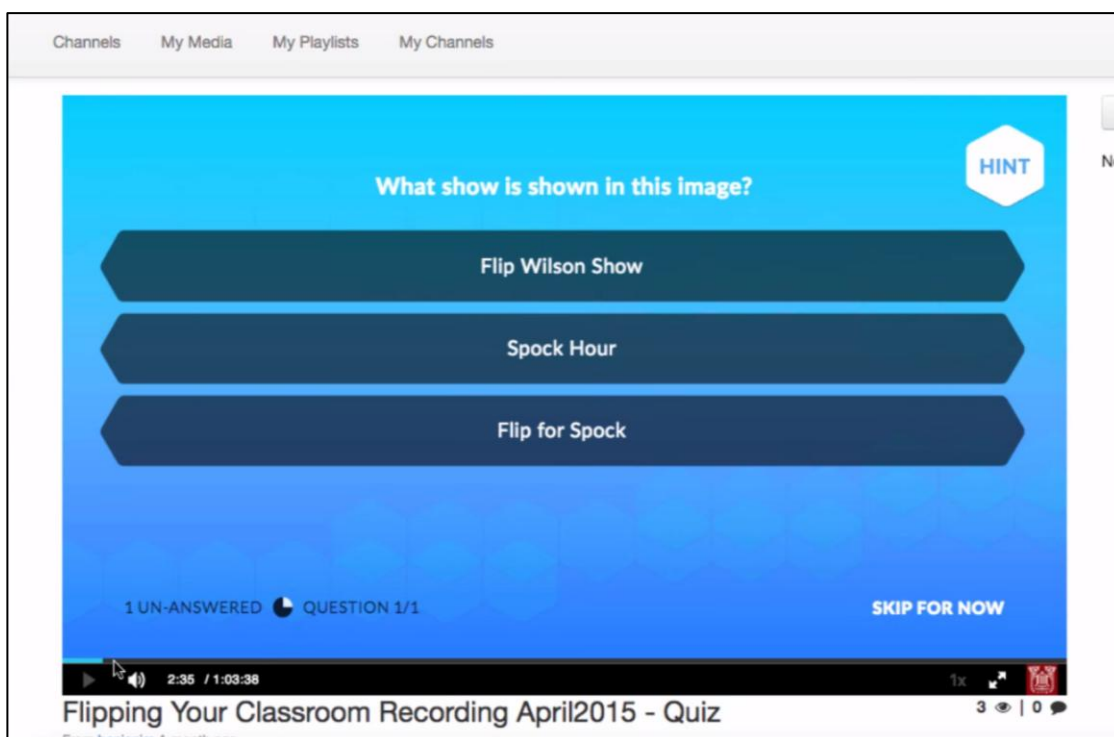 Channels My Media My Playlists My Channels
HINT
What show is shown in this image?
Flip Wilson Show
Spock Hour
Flip for Spock
1 UN-ANSWERED QUESTION 1/1
SKIP FOR NOW
2:35 / 1:03:38 1x
Flipping Your Classroom Recording April2015 - Quiz
3 | 0